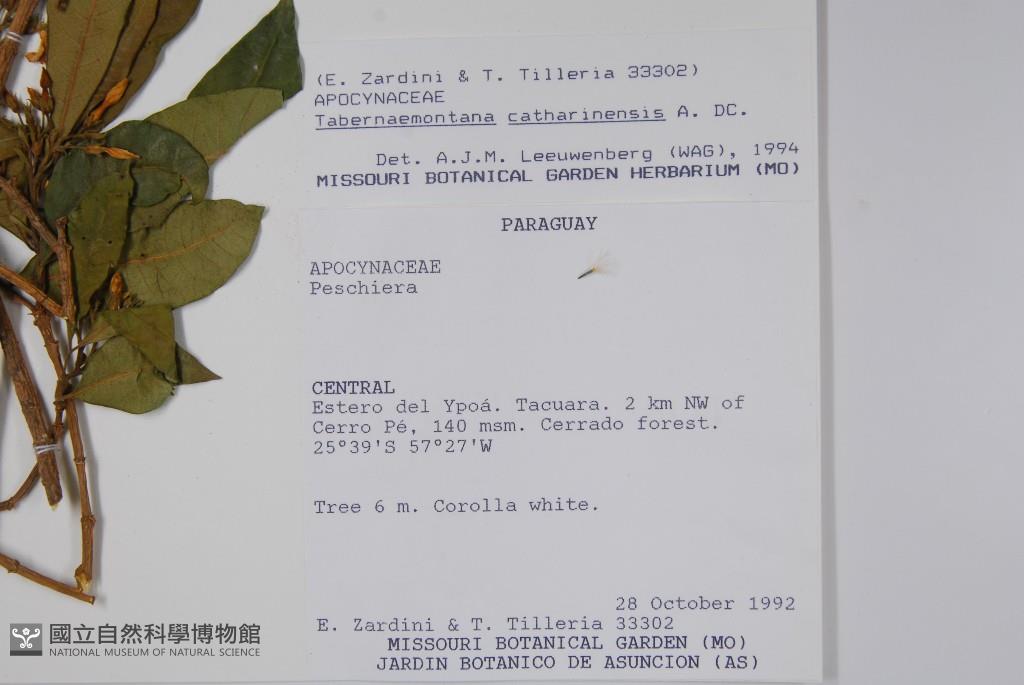 (E. Zardini & T. Tilleria 33302)
APOCYNACEAE
Tabernaemontana catharinensis A. DC.
Det. A.J.M. Leeuwenberg (WAG), 1994
MISSOURI BOTANICAL GARDEN HERBARIUM (MO)
PARAGUAY
APOCYNACEAE
Peschiera
CENTRAL
Estero del Ypoá. Tacuara. 2 km NW of
Cerro Pé, 140 msm. Cerrado forest.
25°39'S 57°27'W
Tree 6 m. Corolla white.
28 October 1992
E. Zardini & T. Tilleria 33302
MISSOURI BOTANICAL GARDEN (MO)
JARDIN BOTANICO DE ASUNCION (AS)
國立自然科學博物館
NATIONAL MUSEUM OF NATURAL SCIENCE